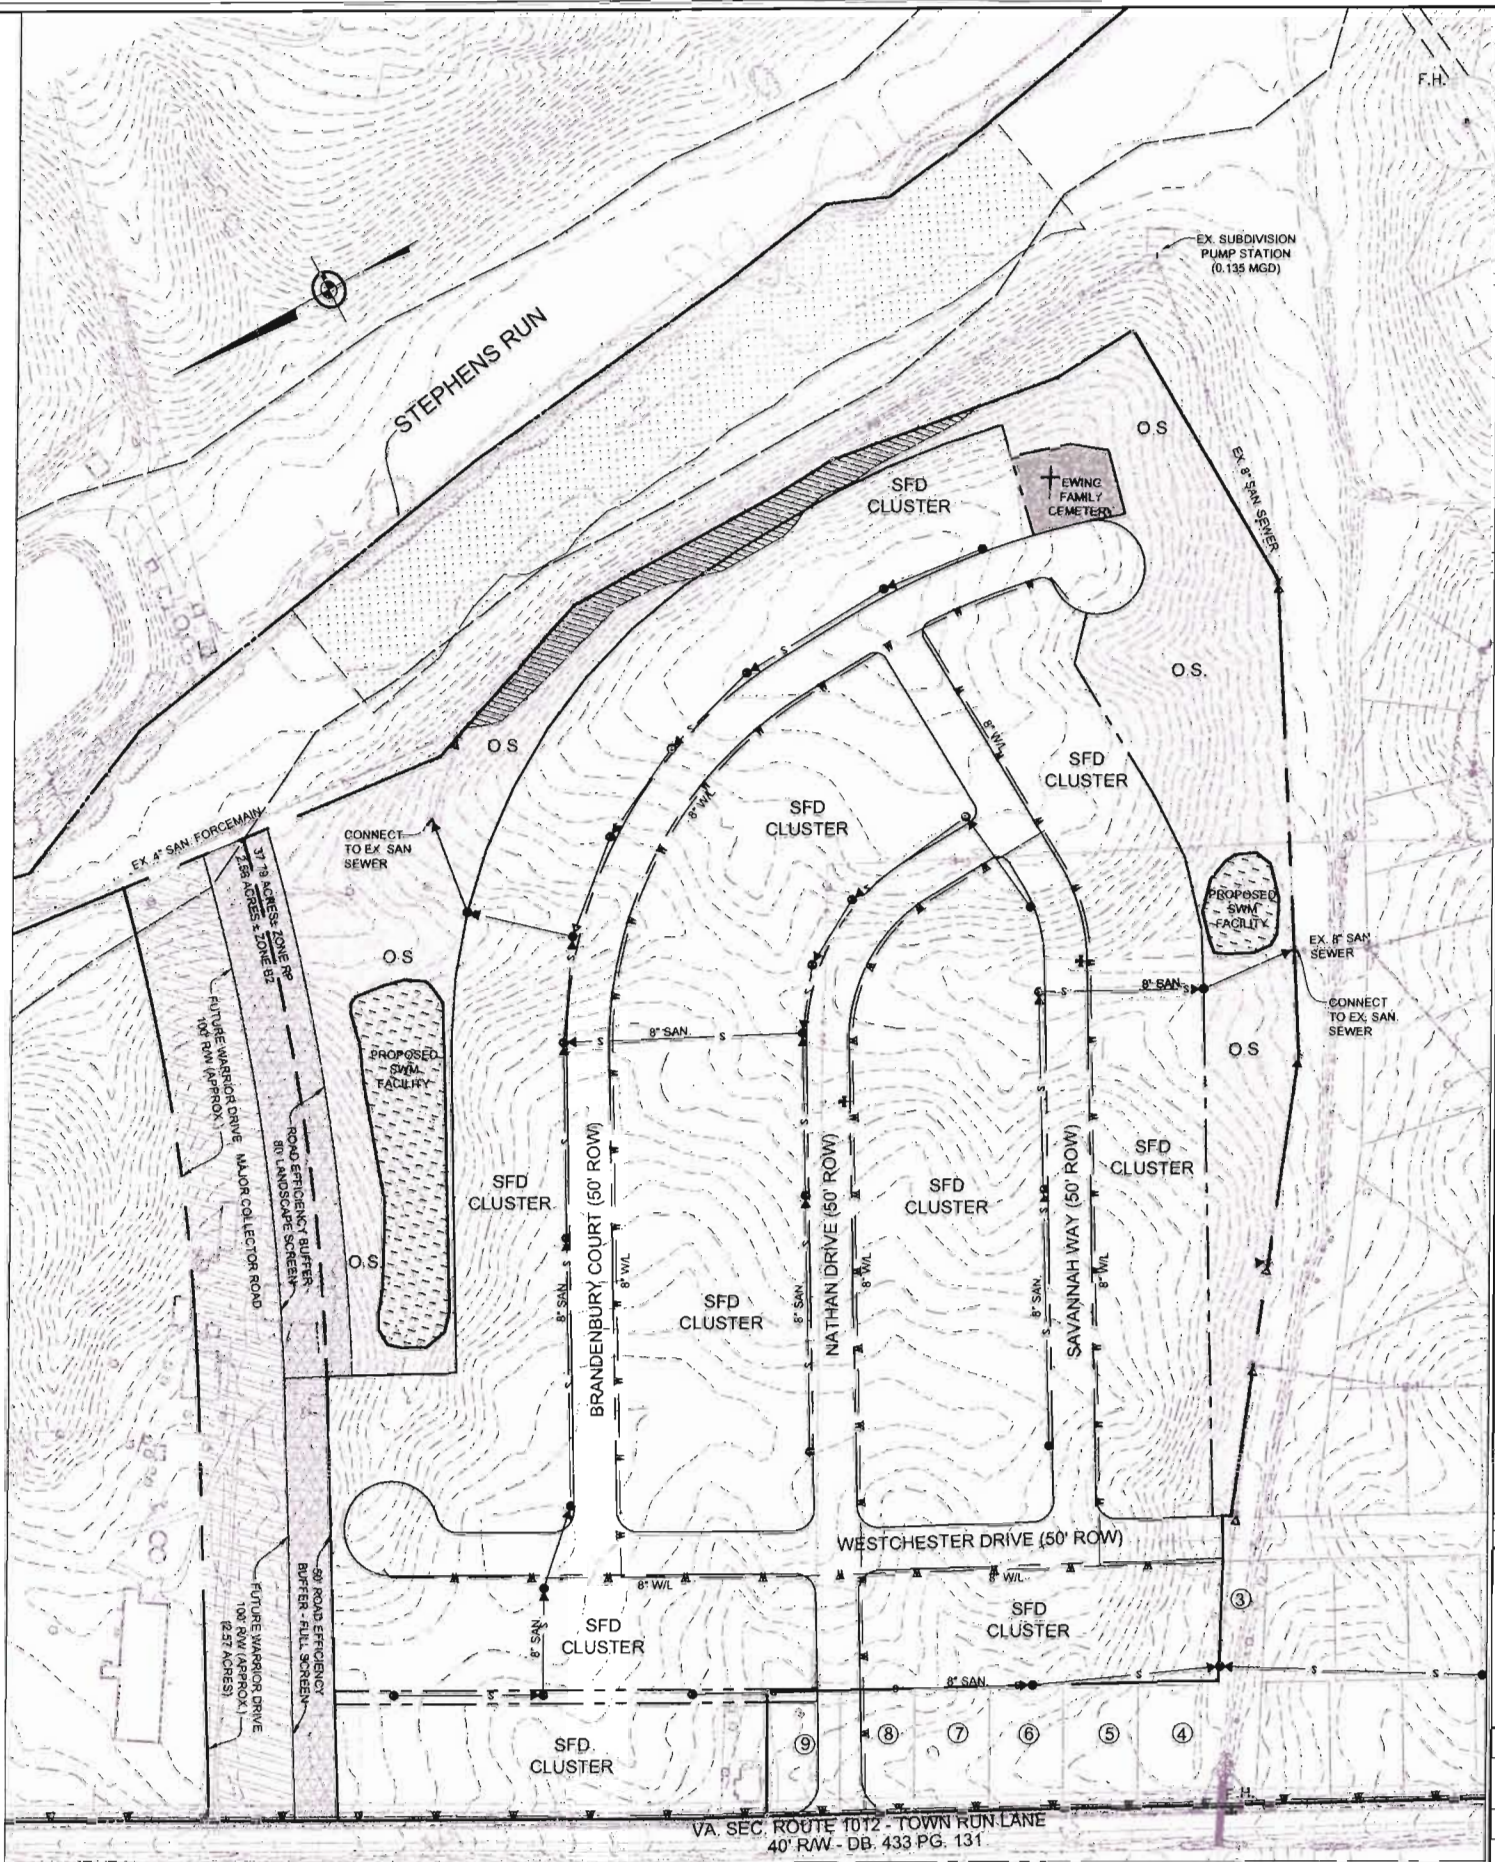 F.H.
EX. SUBDIVISION
PUMP STATION
(0.135 MGD)
STEPHENS RUN
O.S
EX. 8" SAN. SEWER
SFD
CLUSTER
EWING
FAMILY
CEMETERY
O.S.
8" W/L
SFD
CLUSTER
O S
SFD
CLUSTER
8" W/L
CONNECT
TO EX SAN
SEWER
EX. 4" SAN. FORCEMAIN
37.79 ACRES± ZONE RP
2.58 ACRES ± ZONE B2
PROPOSED
SWM
FACILITY
EX. 8" SAN
SEWER
O.S
8" SAN.
CONNECT
TO EX. SAN.
SEWER
FUTURE WARRIOR DRIVE MAJOR COLLECTOR ROAD
100' R/W (APPROX.)
8" SAN.
PROPOSED
SWM
FACILITY
O S
ROAD EFFICIENCY BUFFER
80' LANDSCAPE SCREEN
SFD
CLUSTER
BRANDENBURY COURT (50' ROW)
NATHAN DRIVE (50' ROW)
SFD
CLUSTER
SAVANNAH WAY (50' ROW)
SFD
CLUSTER
O.S.
8" SAN.
8" W/L
SFD
CLUSTER
8" SAN.
8" W/L
8" SAN.
8" W/L
WESTCHESTER DRIVE (50' ROW)
8" W/L
8" W/L
3
SFD
CLUSTER
SFD
CLUSTER
8" SAN.
50' ROAD EFFICIENCY
BUFFER - FULL SCREEN
FUTURE WARRIOR DRIVE
100' R/W (APPROX.)
(2.57 ACRES)
8" SAN.
SFD
CLUSTER
9
8
7
6
5
4
F.H.
VA. SEC. ROUTE 1012 - TOWN RUN LANE
40' R/W - DB. 433 PG. 131